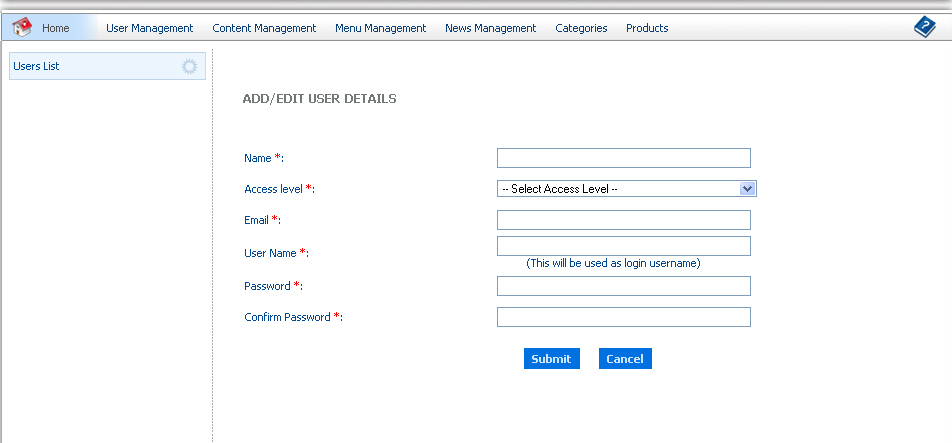 Home User Management Content Management Menu Management News Management Categories Products ?
Users List
ADD/EDIT USER DETAILS
Name *:
Access level *: -- Select Access Level --
Email *:
User Name *:
(This will be used as login username)
Password *:
Confirm Password *:
Submit Cancel